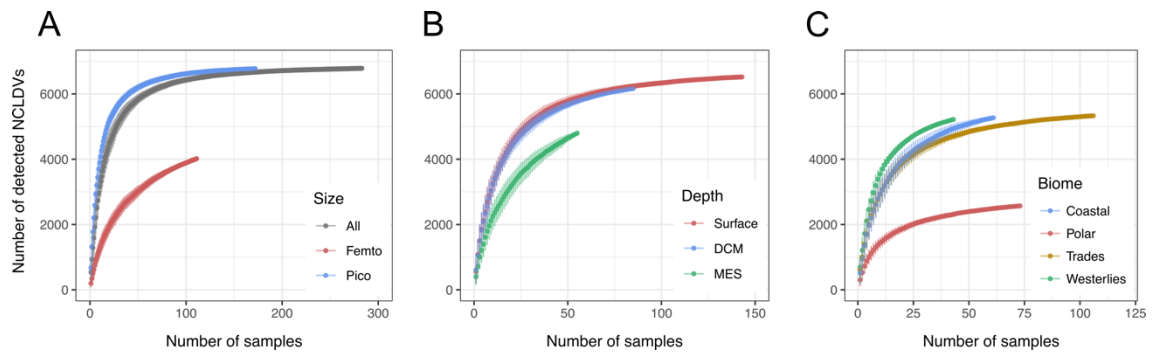 A
B
C
Number of detected NCLDVs
6000
4000
2000
0
0
100
200
300
Number of samples
Size
All
Femto
Pico
6000
4000
2000
0
0
50
100
150
Number of samples
Depth
Surface
DCM
MES
6000
4000
2000
0
0
25
50
75
100
125
Number of samples
Biome
Coastal
Polar
Trades
Westerlies